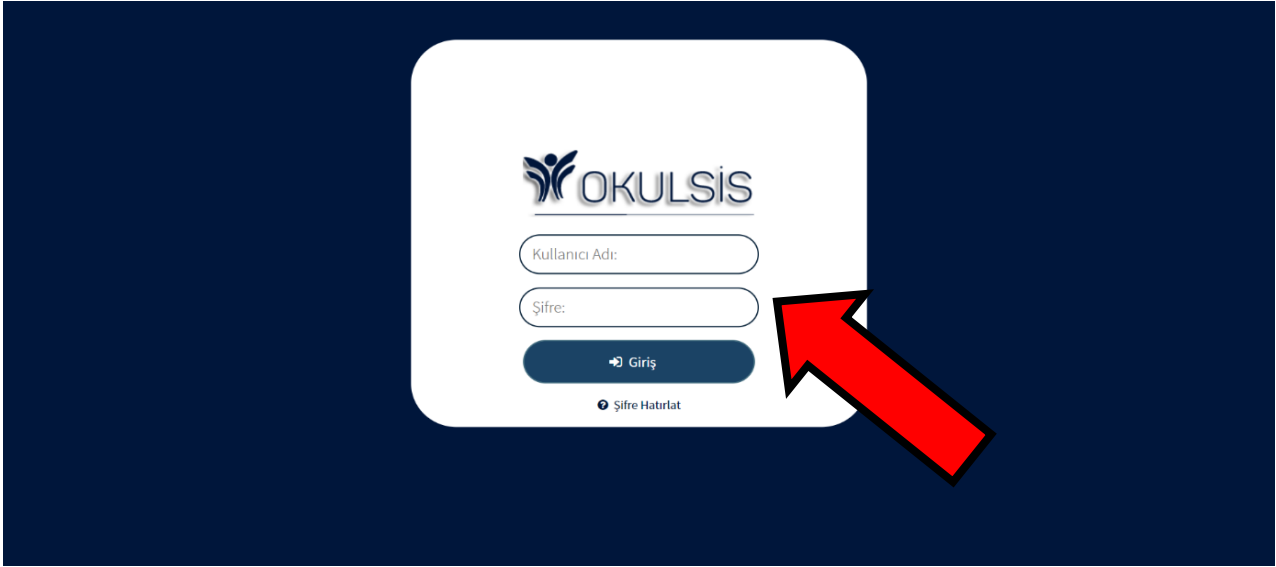 OKULSİS
Kullanıcı Adı:
Şifre:
Giriş
Şifre Hatırlat